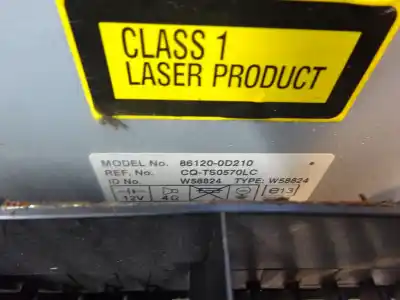 CLASS 1
LASER PRODUCT
MODEL No. 86120-0D210
REF. No. CQ-TS0570LC
ID No. W58824 TYPE: W58824
12V 4Ω e13